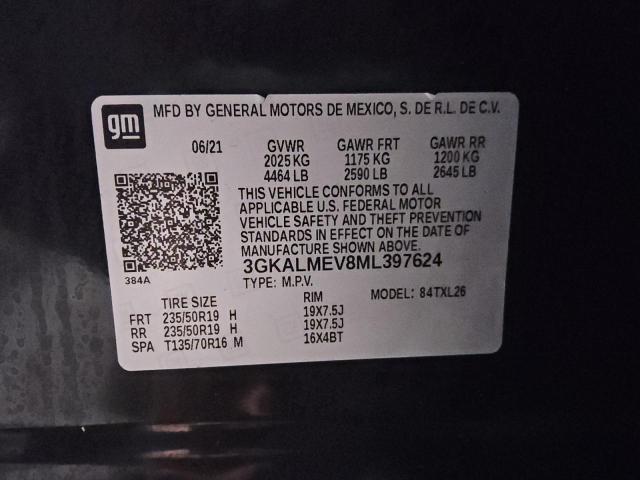 gm
MFD BY GENERAL MOTORS DE MEXICO, S. DE R.L. DE C.V.
06/21 GVWR GAWR FRT GAWR RR
2025 KG 1175 KG 1200 KG
4464 LB 2590 LB 2645 LB
THIS VEHICLE CONFORMS TO ALL
APPLICABLE U.S. FEDERAL MOTOR
VEHICLE SAFETY AND THEFT PREVENTION
STANDARDS IN EFFECT ON THE DATE OF
MANUFACTURE SHOWN ABOVE.
3GKALMEV8ML397624
384A
TYPE: M.P.V. MODEL: 84TXL26
TIRE SIZE RIM
FRT 235/50R19 H 19X7.5J
RR 235/50R19 H 19X7.5J
SPA T135/70R16 M 16X4BT